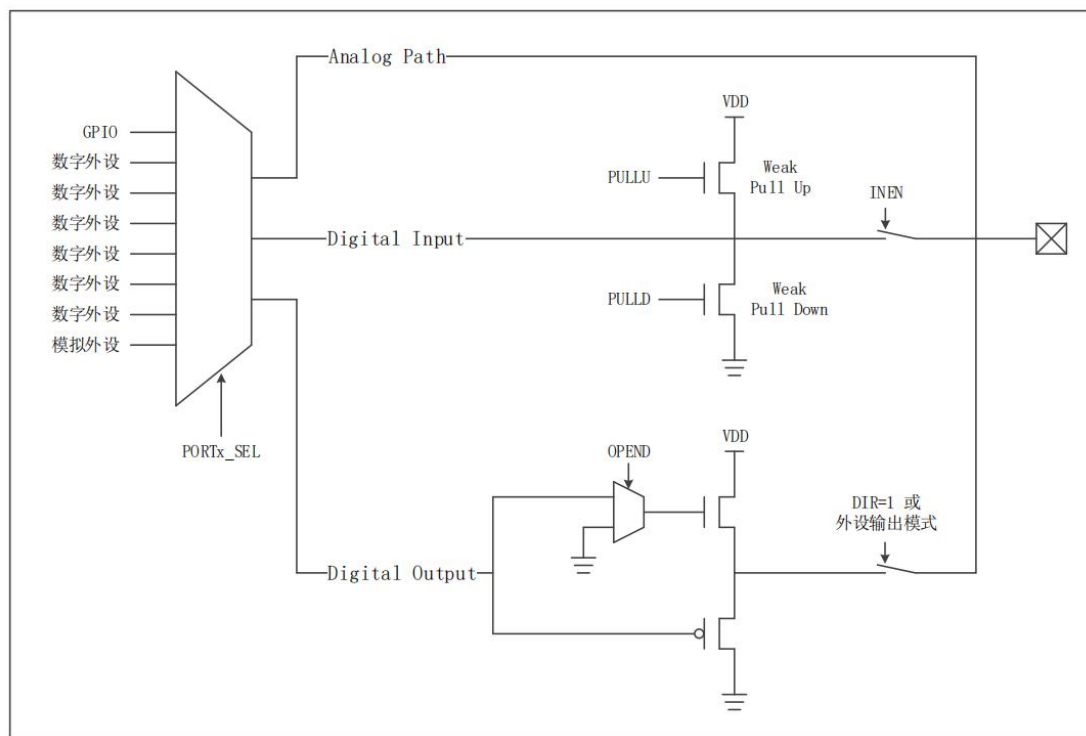 Analog Path
VDD
GPIO
数字外设
Weak
Pull Up
PULLU
数字外设
INEN
数字外设
Digital Input
数字外设
数字外设
PULLD
Weak
Pull Down
数字外设
模拟外设
PORTx_SEL
OPEND
VDD
DIR=1 或
外设输出模式
Digital Output